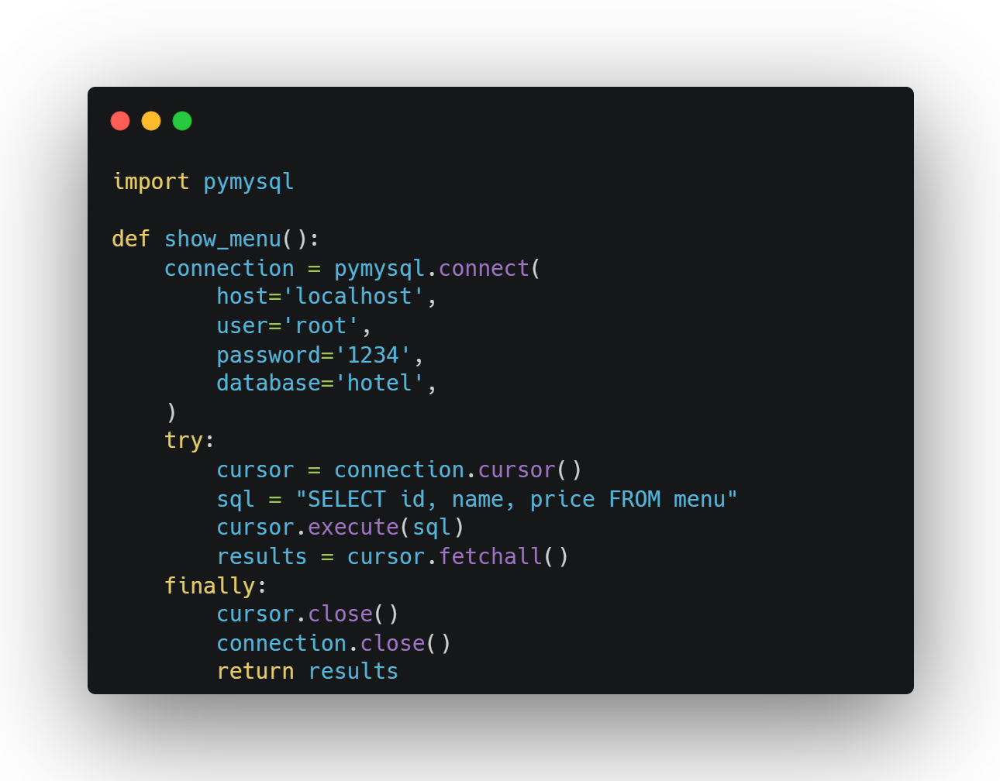 import pymysql

def show_menu():
    connection = pymysql.connect(
        host='localhost',
        user='root',
        password='1234',
        database='hotel',
    )
    try:
        cursor = connection.cursor()
        sql = "SELECT id, name, price FROM menu"
        cursor.execute(sql)
        results = cursor.fetchall()
    finally:
        cursor.close()
        connection.close()
        return results